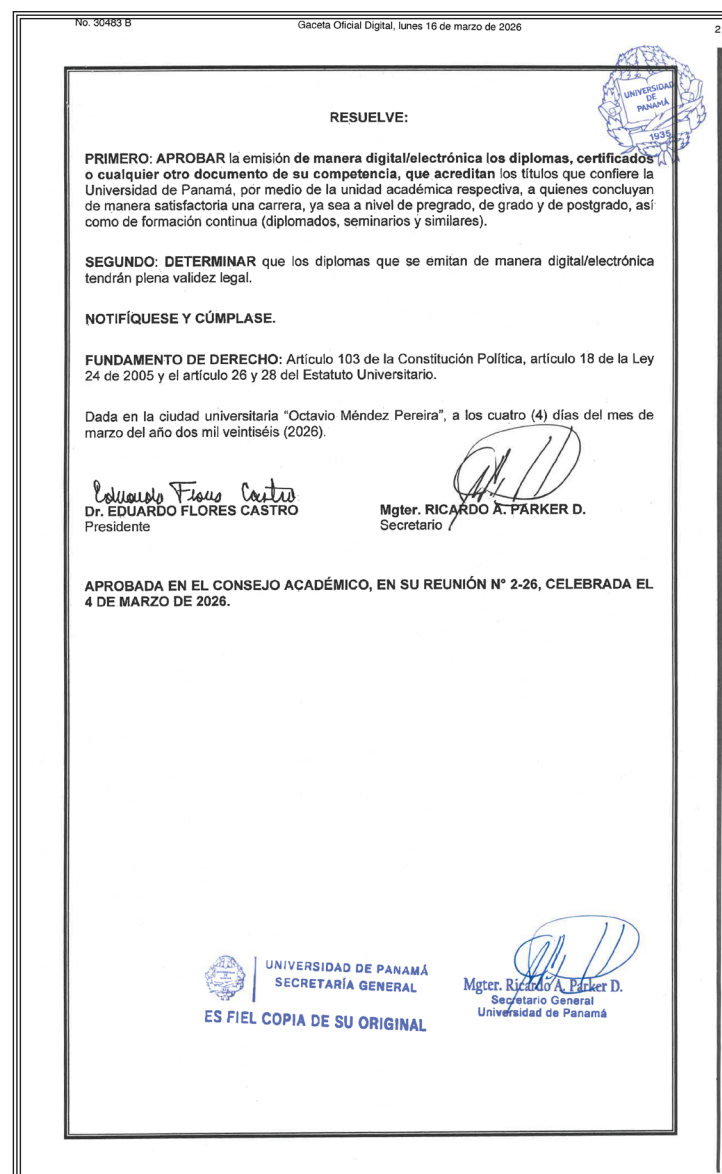 No. 30483 B
Gaceta Oficial Digital, lunes 16 de marzo de 2026
2
UNIVERSIDAD
DE
PANAMÁ
1935
RESUELVE:
PRIMERO: APROBAR la emisión de manera digital/electrónica los diplomas, certificados
o cualquier otro documento de su competencia, que acreditan los títulos que confiere la
Universidad de Panamá, por medio de la unidad académica respectiva, a quienes concluyan
de manera satisfactoria una carrera, ya sea a nivel de pregrado, de grado y de postgrado, así
como de formación continua (diplomados, seminarios y similares).
SEGUNDO: DETERMINAR que los diplomas que se emitan de manera digital/electrónica
tendrán plena validez legal.
NOTIFÍQUESE Y CÚMPLASE.
FUNDAMENTO DE DERECHO: Artículo 103 de la Constitución Política, artículo 18 de la Ley
24 de 2005 y el artículo 26 y 28 del Estatuto Universitario.
Dada en la ciudad universitaria “Octavio Méndez Pereira”, a los cuatro (4) días del mes de
marzo del año dos mil veintiséis (2026).
Eduardo Flores Castro
Dr. EDUARDO FLORES CASTRO
Presidente
Mgter. RICARDO A. PARKER D.
Secretario
APROBADA EN EL CONSEJO ACADÉMICO, EN SU REUNIÓN N° 2-26, CELEBRADA EL
4 DE MARZO DE 2026.
UNIVERSIDAD DE PANAMÁ
SECRETARÍA GENERAL
ES FIEL COPIA DE SU ORIGINAL
Mgter. Ricardo A. Parker D.
Secretario General
Universidad de Panamá